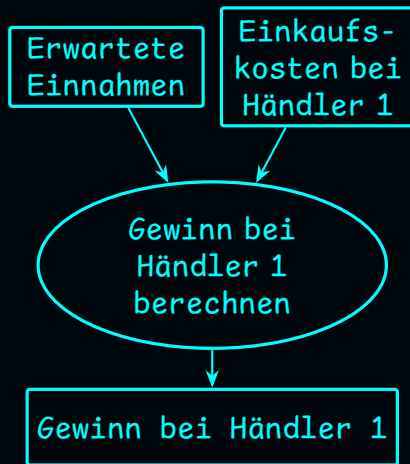 Erwartete
Einnahmen
Einkaufs-
kosten bei
Händler 1
Gewinn bei
Händler 1
berechnen
Gewinn bei Händler 1